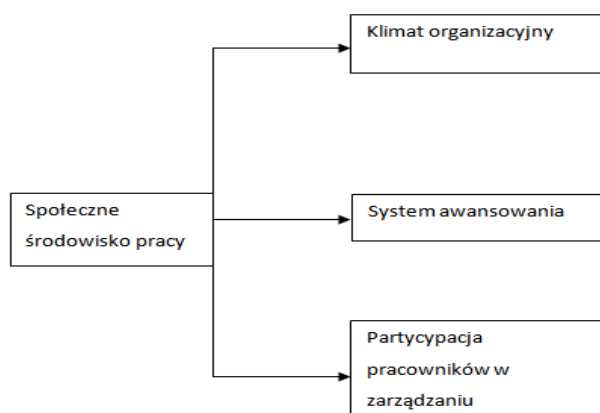 Klimat organizacyjny
Społeczne
środowisko pracy
System awansowania
Partycypacja
pracowników w
zarządzaniu